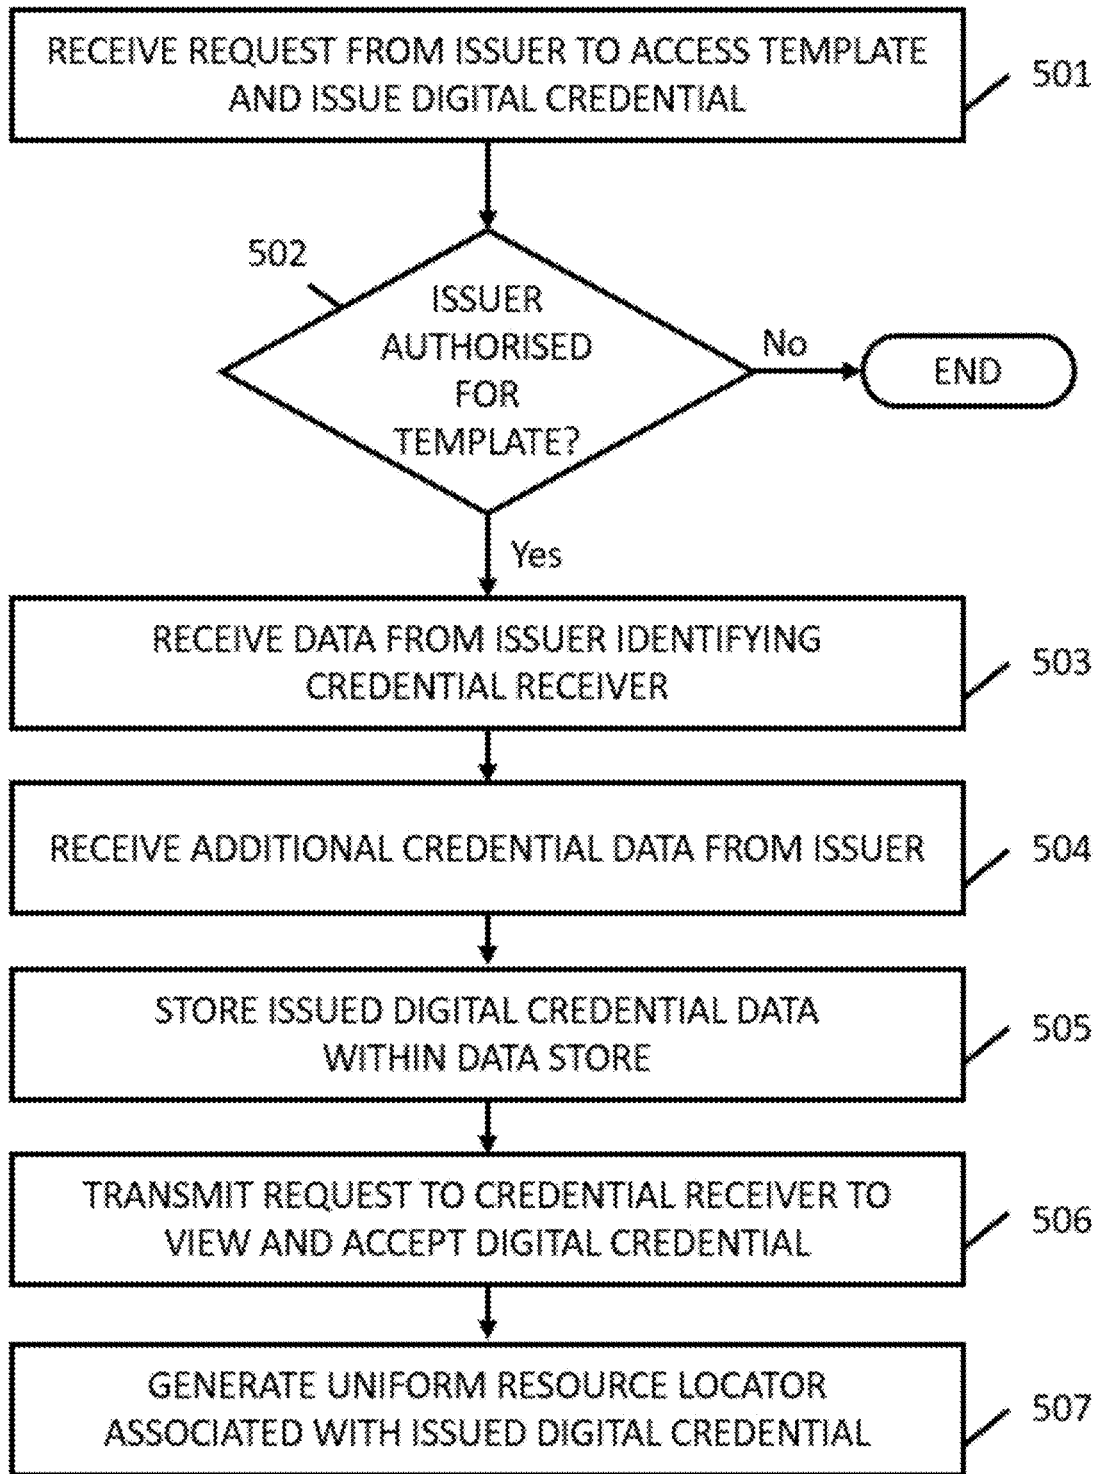 RECEIVE REQUEST FROM ISSUER TO ACCESS TEMPLATE
AND ISSUE DIGITAL CREDENTIAL
501
502
ISSUER
AUTHORISED
FOR
TEMPLATE?
No
END
Yes
RECEIVE DATA FROM ISSUER IDENTIFYING
CREDENTIAL RECEIVER
503
RECEIVE ADDITIONAL CREDENTIAL DATA FROM ISSUER
504
STORE ISSUED DIGITAL CREDENTIAL DATA
WITHIN DATA STORE
505
TRANSMIT REQUEST TO CREDENTIAL RECEIVER TO
VIEW AND ACCEPT DIGITAL CREDENTIAL
506
GENERATE UNIFORM RESOURCE LOCATOR
ASSOCIATED WITH ISSUED DIGITAL CREDENTIAL
507